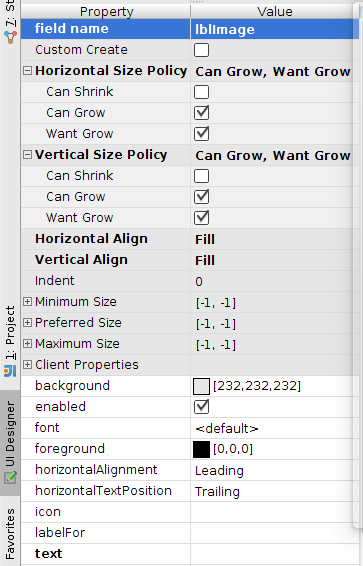 Property Value
field name lblImage
Custom Create
Horizontal Size Policy Can Grow, Want Grow
Can Shrink
Can Grow
Want Grow
Vertical Size Policy Can Grow, Want Grow
Can Shrink
Can Grow
Want Grow
Horizontal Align Fill
Vertical Align Fill
Indent 0
Minimum Size [-1, -1]
Preferred Size [-1, -1]
Maximum Size [-1, -1]
Client Properties
background [232,232,232]
enabled
font <default>
foreground [0,0,0]
horizontalAlignment Leading
horizontalTextPosition Trailing
icon
labelFor
text
7: St
1: Project
UI Designer
Favorites